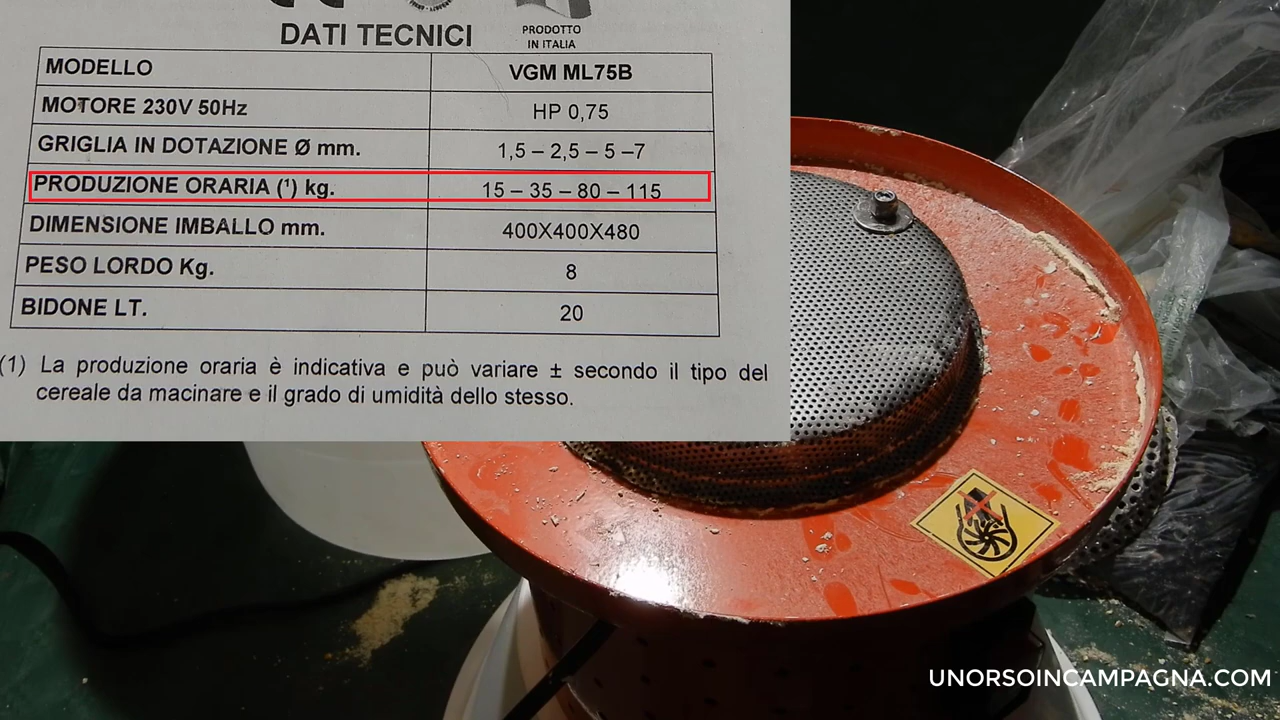 DATI TECNICI
PRODOTTO
IN ITALIA
MODELLO VGM ML75B
MOTORE 230V 50Hz HP 0,75
GRIGLIA IN DOTAZIONE Ø mm. 1,5 – 2,5 – 5 –7
PRODUZIONE ORARIA (¹) kg. 15 – 35 – 80 – 115
DIMENSIONE IMBALLO mm. 400X400X480
PESO LORDO Kg. 8
BIDONE LT. 20
(1) La produzione oraria è indicativa e può variare ± secondo il tipo del
cereale da macinare e il grado di umidità dello stesso.
UNORSOINCAMPAGNA.COM